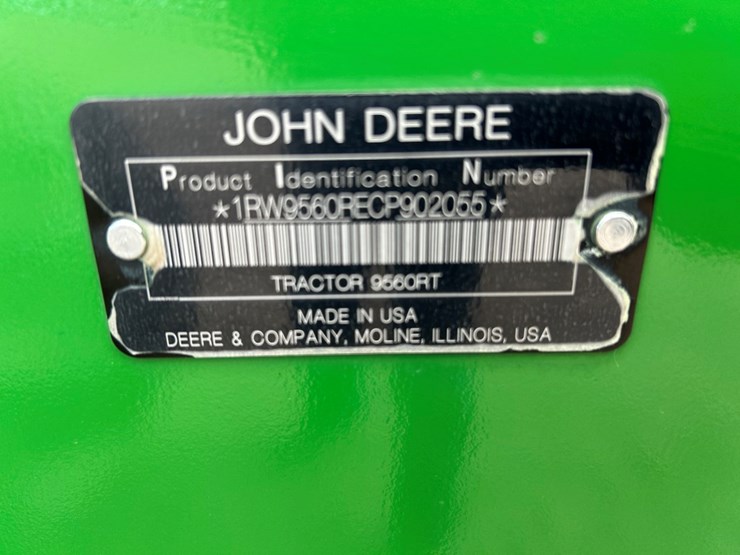 JOHN DEERE
Product Identification Number
*1RW9560RECP902055*
TRACTOR 9560RT
MADE IN USA
DEERE & COMPANY, MOLINE, ILLINOIS, USA